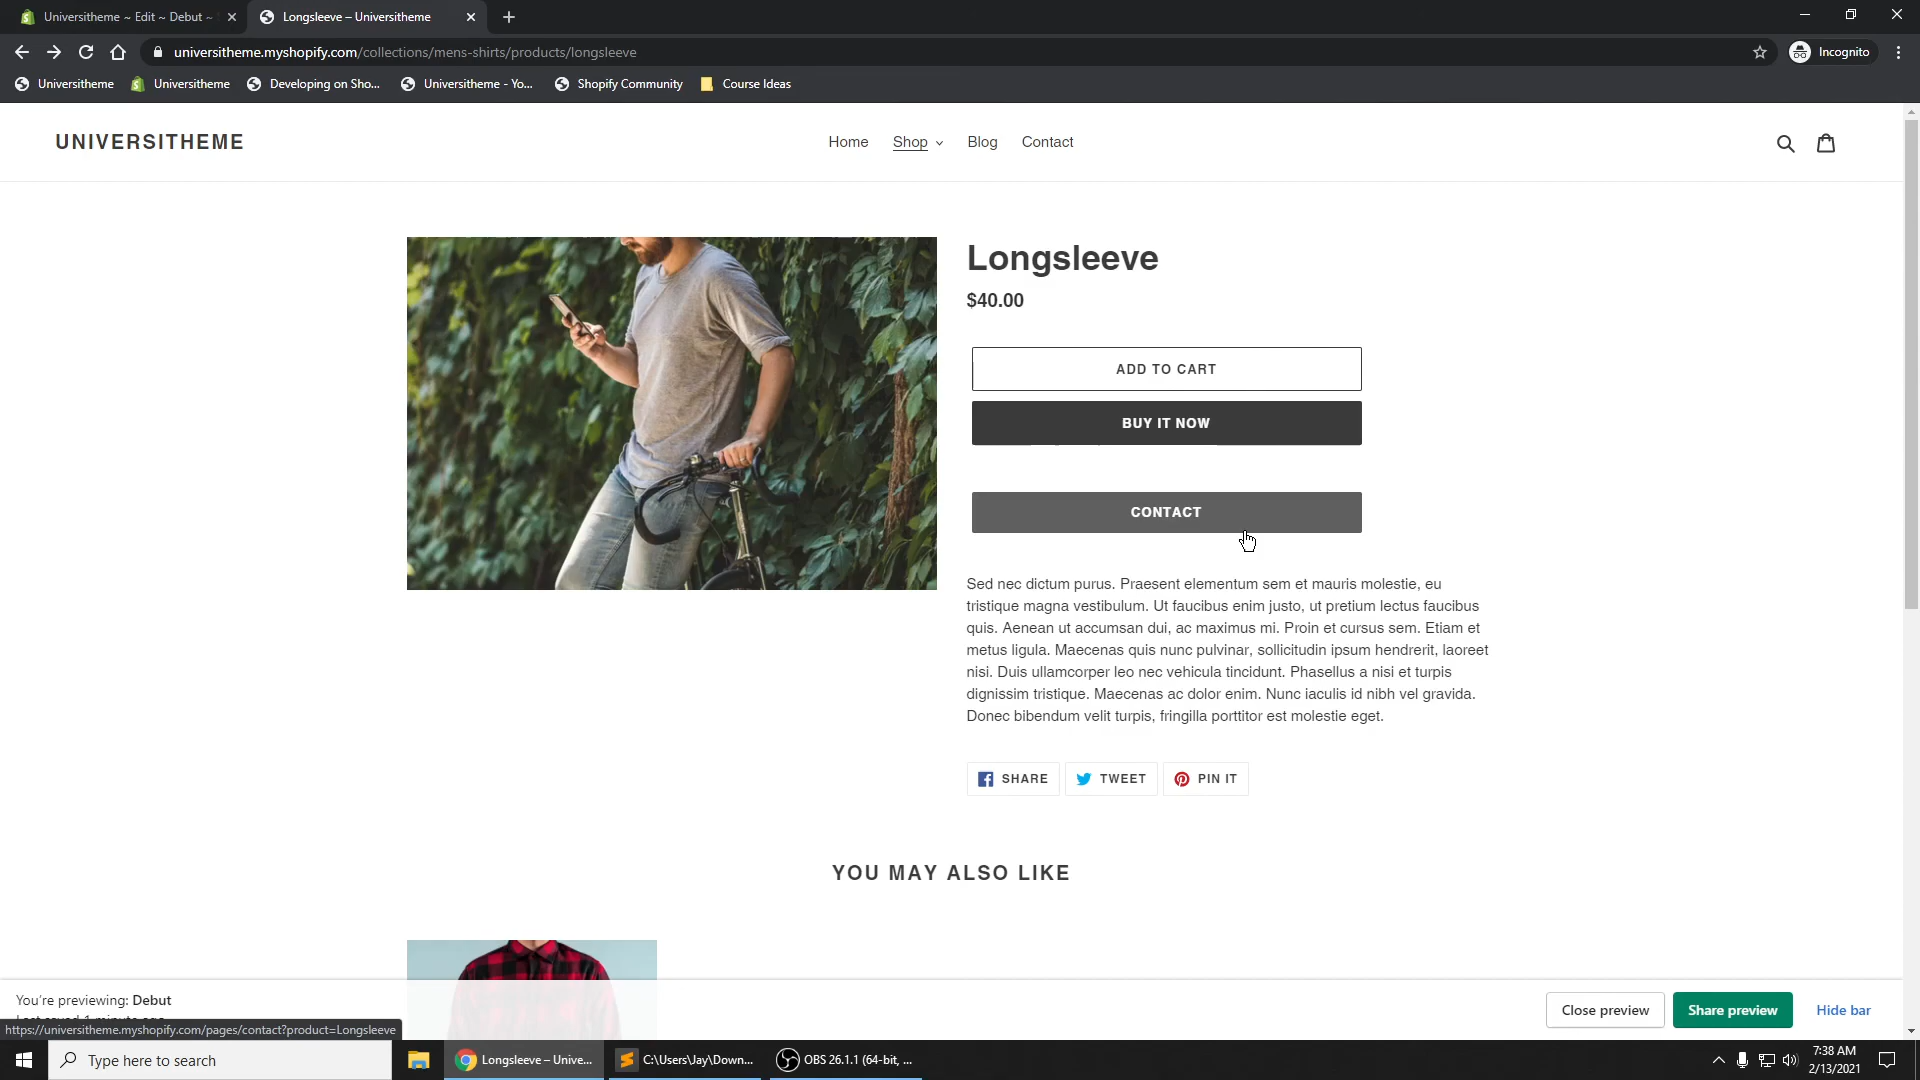 Universitheme ~ Edit ~ Debut ~
Longsleeve – Universitheme
universitheme.myshopify.com/collections/mens-shirts/products/longsleeve
Incognito
Universitheme
Universitheme
Developing on Sho...
Universitheme - Yo...
Shopify Community
Course Ideas
UNIVERSITHEME
Home
Shop
Blog
Contact
Longsleeve
$40.00
ADD TO CART
BUY IT NOW
CONTACT
Sed nec dictum purus. Praesent elementum sem et mauris molestie, eu
tristique magna vestibulum. Ut faucibus enim justo, ut pretium lectus faucibus
quis. Aenean ut accumsan dui, ac maximus mi. Proin et cursus sem. Etiam et
metus ligula. Maecenas quis nunc pulvinar, sollicitudin ipsum hendrerit, laoreet
nisi. Duis ullamcorper leo nec vehicula tincidunt. Phasellus a nisi et turpis
dignissim tristique. Maecenas ac dolor enim. Nunc iaculis id nibh vel gravida.
Donec bibendum velit turpis, fringilla porttitor est molestie eget.
SHARE
TWEET
PIN IT
YOU MAY ALSO LIKE
You're previewing: Debut
Last saved 1 minute ago
Close preview
Share preview
Hide bar
https://universitheme.myshopify.com/pages/contact?product=Longsleeve
Type here to search
Longsleeve – Unive...
C:\Users\Jay\Down...
OBS 26.1.1 (64-bit, ...
7:38 AM
2/13/2021